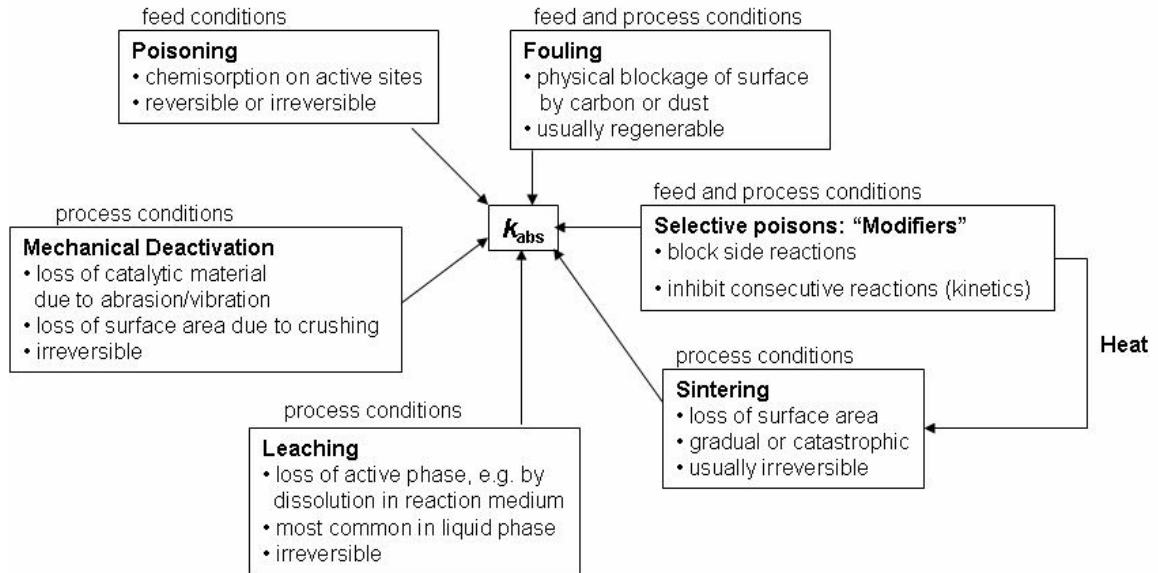 feed conditions
Poisoning
• chemisorption on active sites
• reversible or irreversible
feed and process conditions
Fouling
• physical blockage of surface
by carbon or dust
• usually regenerable
process conditions
Mechanical Deactivation
• loss of catalytic material
due to abrasion/vibration
• loss of surface area due to crushing
• irreversible
kabs
feed and process conditions
Selective poisons: “Modifiers”
• block side reactions
• inhibit consecutive reactions (kinetics)
Heat
process conditions
Sintering
• loss of surface area
• gradual or catastrophic
• usually irreversible
process conditions
Leaching
• loss of active phase, e.g. by
dissolution in reaction medium
• most common in liquid phase
• irreversible